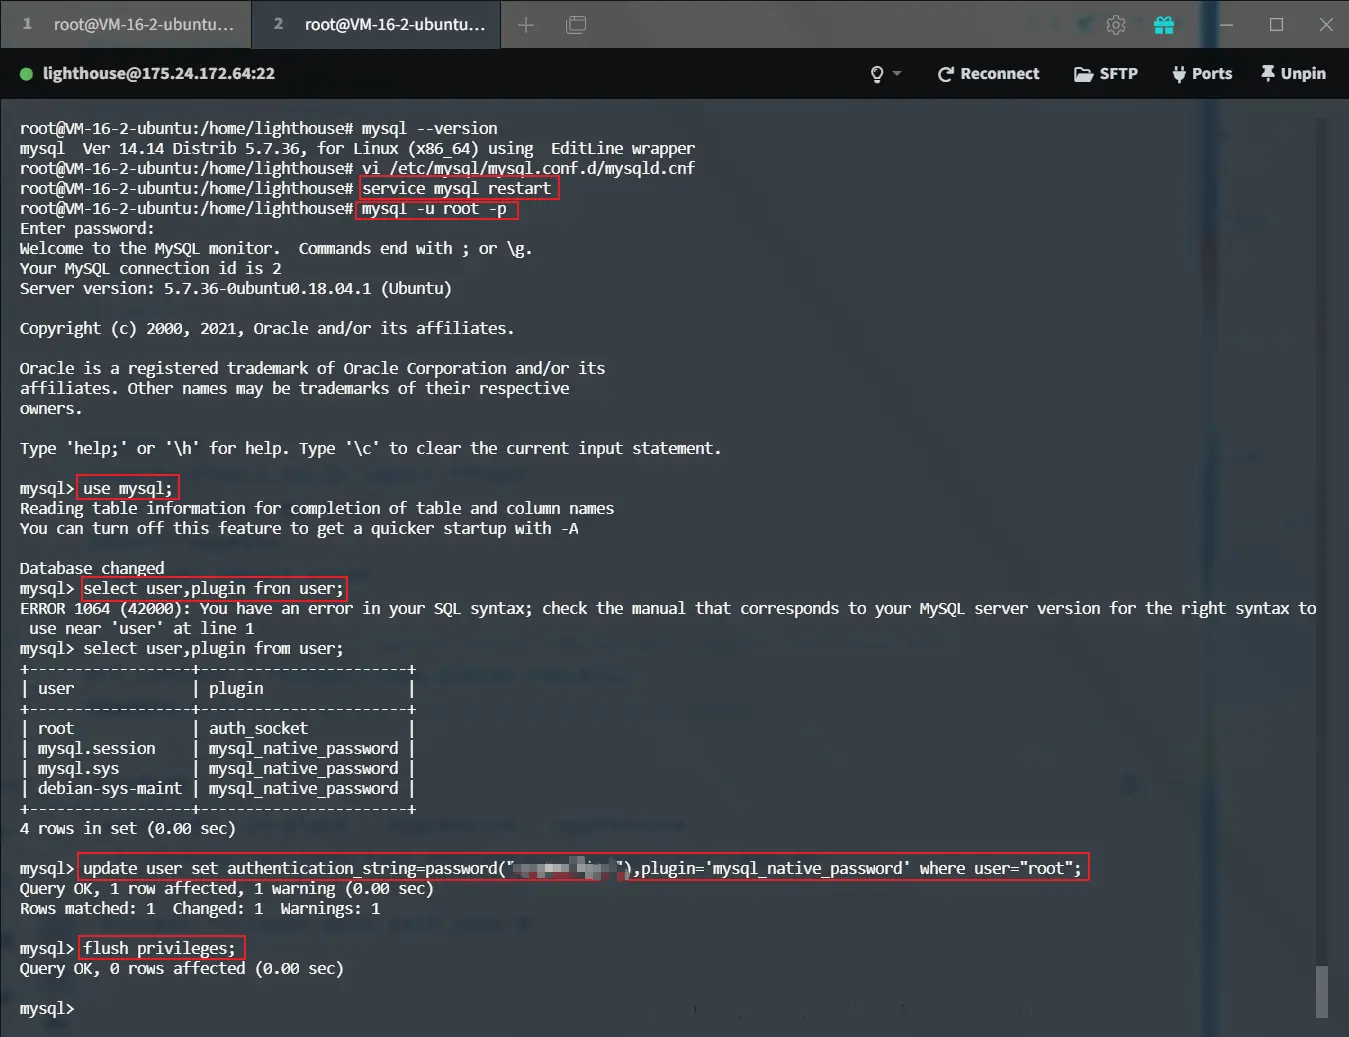 1 root@VM-16-2-ubuntu:... 2 root@VM-16-2-ubuntu...
lighthouse@175.24.172.64:22 Reconnect SFTP Ports Unpin
root@VM-16-2-ubuntu:/home/lighthouse# mysql --version
mysql  Ver 14.14 Distrib 5.7.36, for Linux (x86_64) using  EditLine wrapper
root@VM-16-2-ubuntu:/home/lighthouse# vi /etc/mysql/mysql.conf.d/mysqld.cnf
root@VM-16-2-ubuntu:/home/lighthouse# service mysql restart
root@VM-16-2-ubuntu:/home/lighthouse# mysql -u root -p
Enter password:
Welcome to the MySQL monitor.  Commands end with ; or \g.
Your MySQL connection id is 2
Server version: 5.7.36-0ubuntu0.18.04.1 (Ubuntu)
Copyright (c) 2000, 2021, Oracle and/or its affiliates.
Oracle is a registered trademark of Oracle Corporation and/or its
affiliates. Other names may be trademarks of their respective
owners.
Type 'help;' or '\h' for help. Type '\c' to clear the current input statement.
mysql> use mysql;
Reading table information for completion of table and column names
You can turn off this feature to get a quicker startup with -A
Database changed
mysql> select user,plugin fron user;
ERROR 1064 (42000): You have an error in your SQL syntax; check the manual that corresponds to your MySQL server version for the right syntax to
 use near 'user' at line 1
mysql> select user,plugin from user;
+------------------+-----------------------+
| user             | plugin                |
+------------------+-----------------------+
| root             | auth_socket           |
| mysql.session    | mysql_native_password |
| mysql.sys        | mysql_native_password |
| debian-sys-maint | mysql_native_password |
+------------------+-----------------------+
4 rows in set (0.00 sec)
mysql> update user set authentication_string=password(""),plugin='mysql_native_password' where user="root";
Query OK, 1 row affected, 1 warning (0.00 sec)
Rows matched: 1  Changed: 1  Warnings: 1
mysql> flush privileges;
Query OK, 0 rows affected (0.00 sec)
mysql>